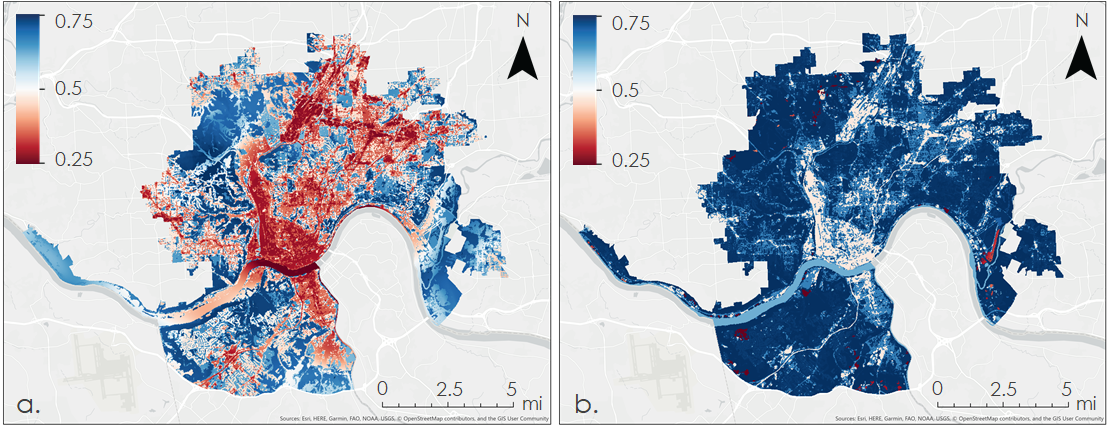 0.75
0.5
0.25
N
0 2.5 5
mi
a.
Sources: Esri, HERE, Garmin, FAO, NOAA, USGS, © OpenStreetMap contributors, and the GIS User Community
0.75
0.5
0.25
N
0 2.5 5
mi
b.
Sources: Esri, HERE, Garmin, FAO, NOAA, USGS, © OpenStreetMap contributors, and the GIS User Community